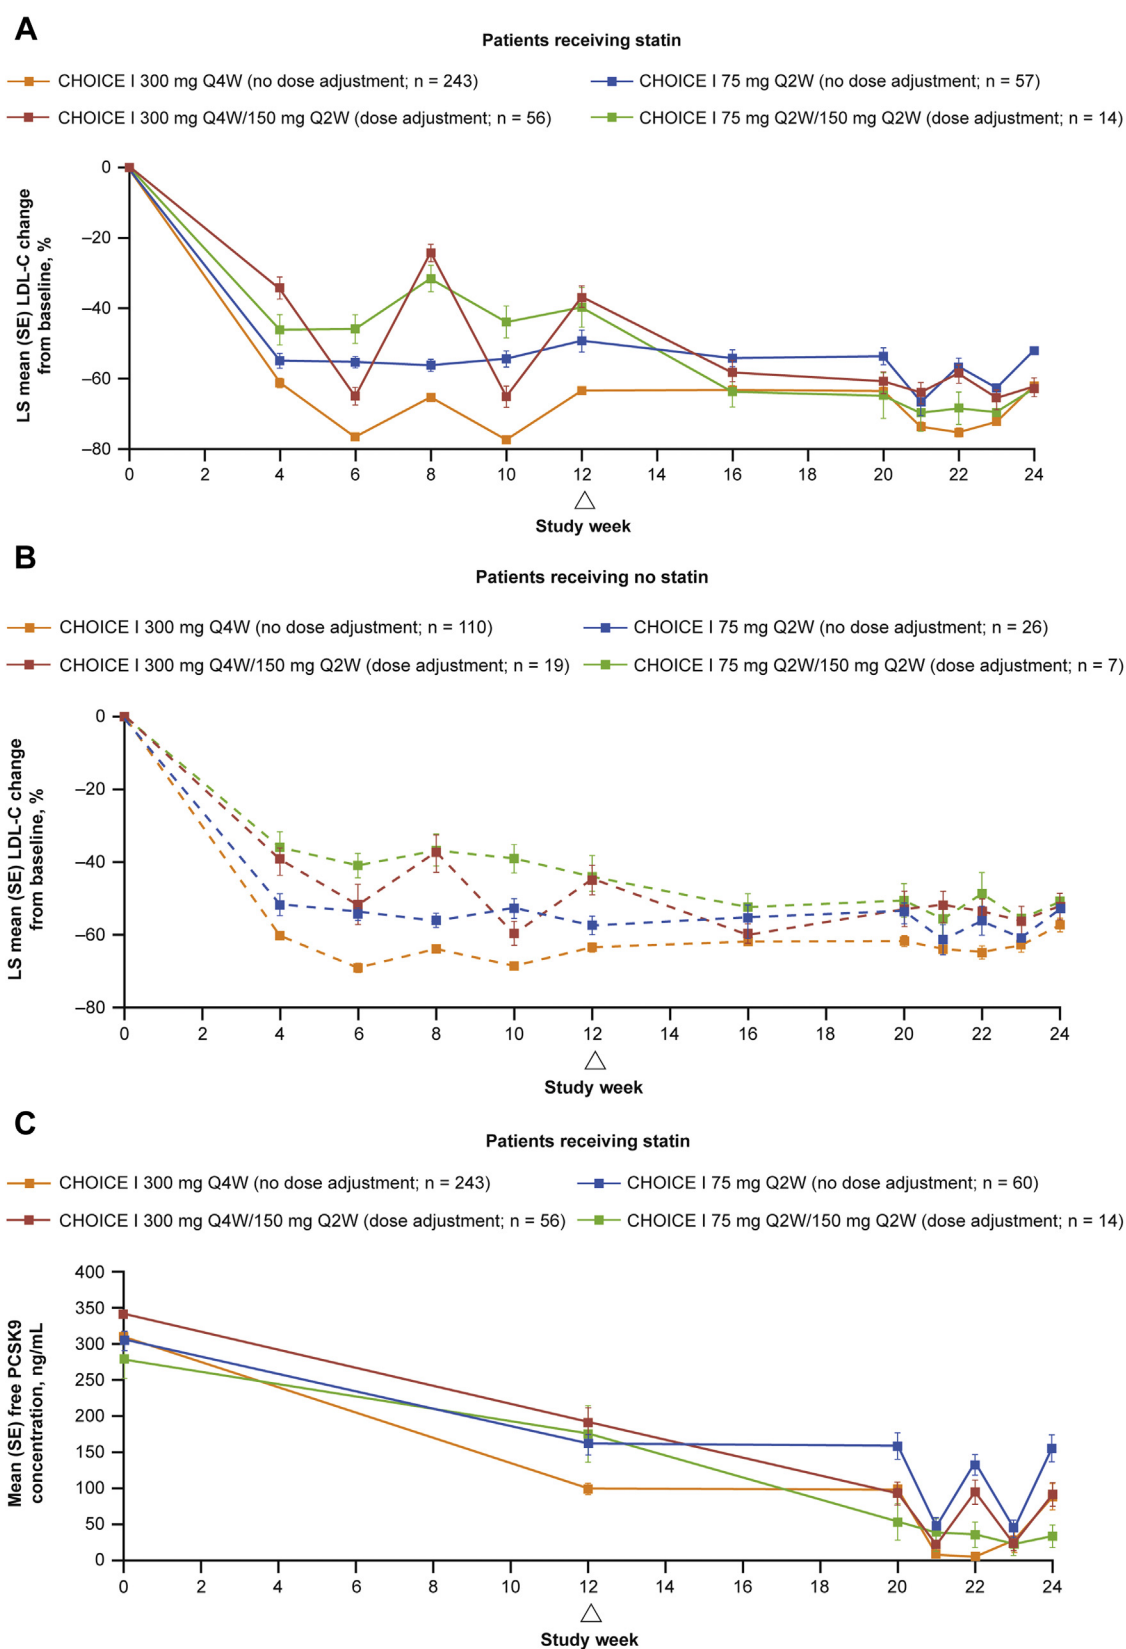 A
Patients receiving statin
CHOICE I 300 mg Q4W (no dose adjustment; n = 243)
CHOICE I 75 mg Q2W (no dose adjustment; n = 57)
CHOICE I 300 mg Q4W/150 mg Q2W (dose adjustment; n = 56)
CHOICE I 75 mg Q2W/150 mg Q2W (dose adjustment; n = 14)
LS mean (SE) LDL-C change
from baseline, %
0
–20
–40
–60
–80
0 2 4 6 8 10 12 14 16 18 20 22 24
Study week
B
Patients receiving no statin
CHOICE I 300 mg Q4W (no dose adjustment; n = 110)
CHOICE I 75 mg Q2W (no dose adjustment; n = 26)
CHOICE I 300 mg Q4W/150 mg Q2W (dose adjustment; n = 19)
CHOICE I 75 mg Q2W/150 mg Q2W (dose adjustment; n = 7)
LS mean (SE) LDL-C change
from baseline, %
0
–20
–40
–60
–80
0 2 4 6 8 10 12 14 16 18 20 22 24
Study week
C
Patients receiving statin
CHOICE I 300 mg Q4W (no dose adjustment; n = 243)
CHOICE I 75 mg Q2W (no dose adjustment; n = 60)
CHOICE I 300 mg Q4W/150 mg Q2W (dose adjustment; n = 56)
CHOICE I 75 mg Q2W/150 mg Q2W (dose adjustment; n = 14)
Mean (SE) free PCSK9
concentration, ng/mL
400
350
300
250
200
150
100
50
0
0 2 4 6 8 10 12 14 16 18 20 22 24
Study week